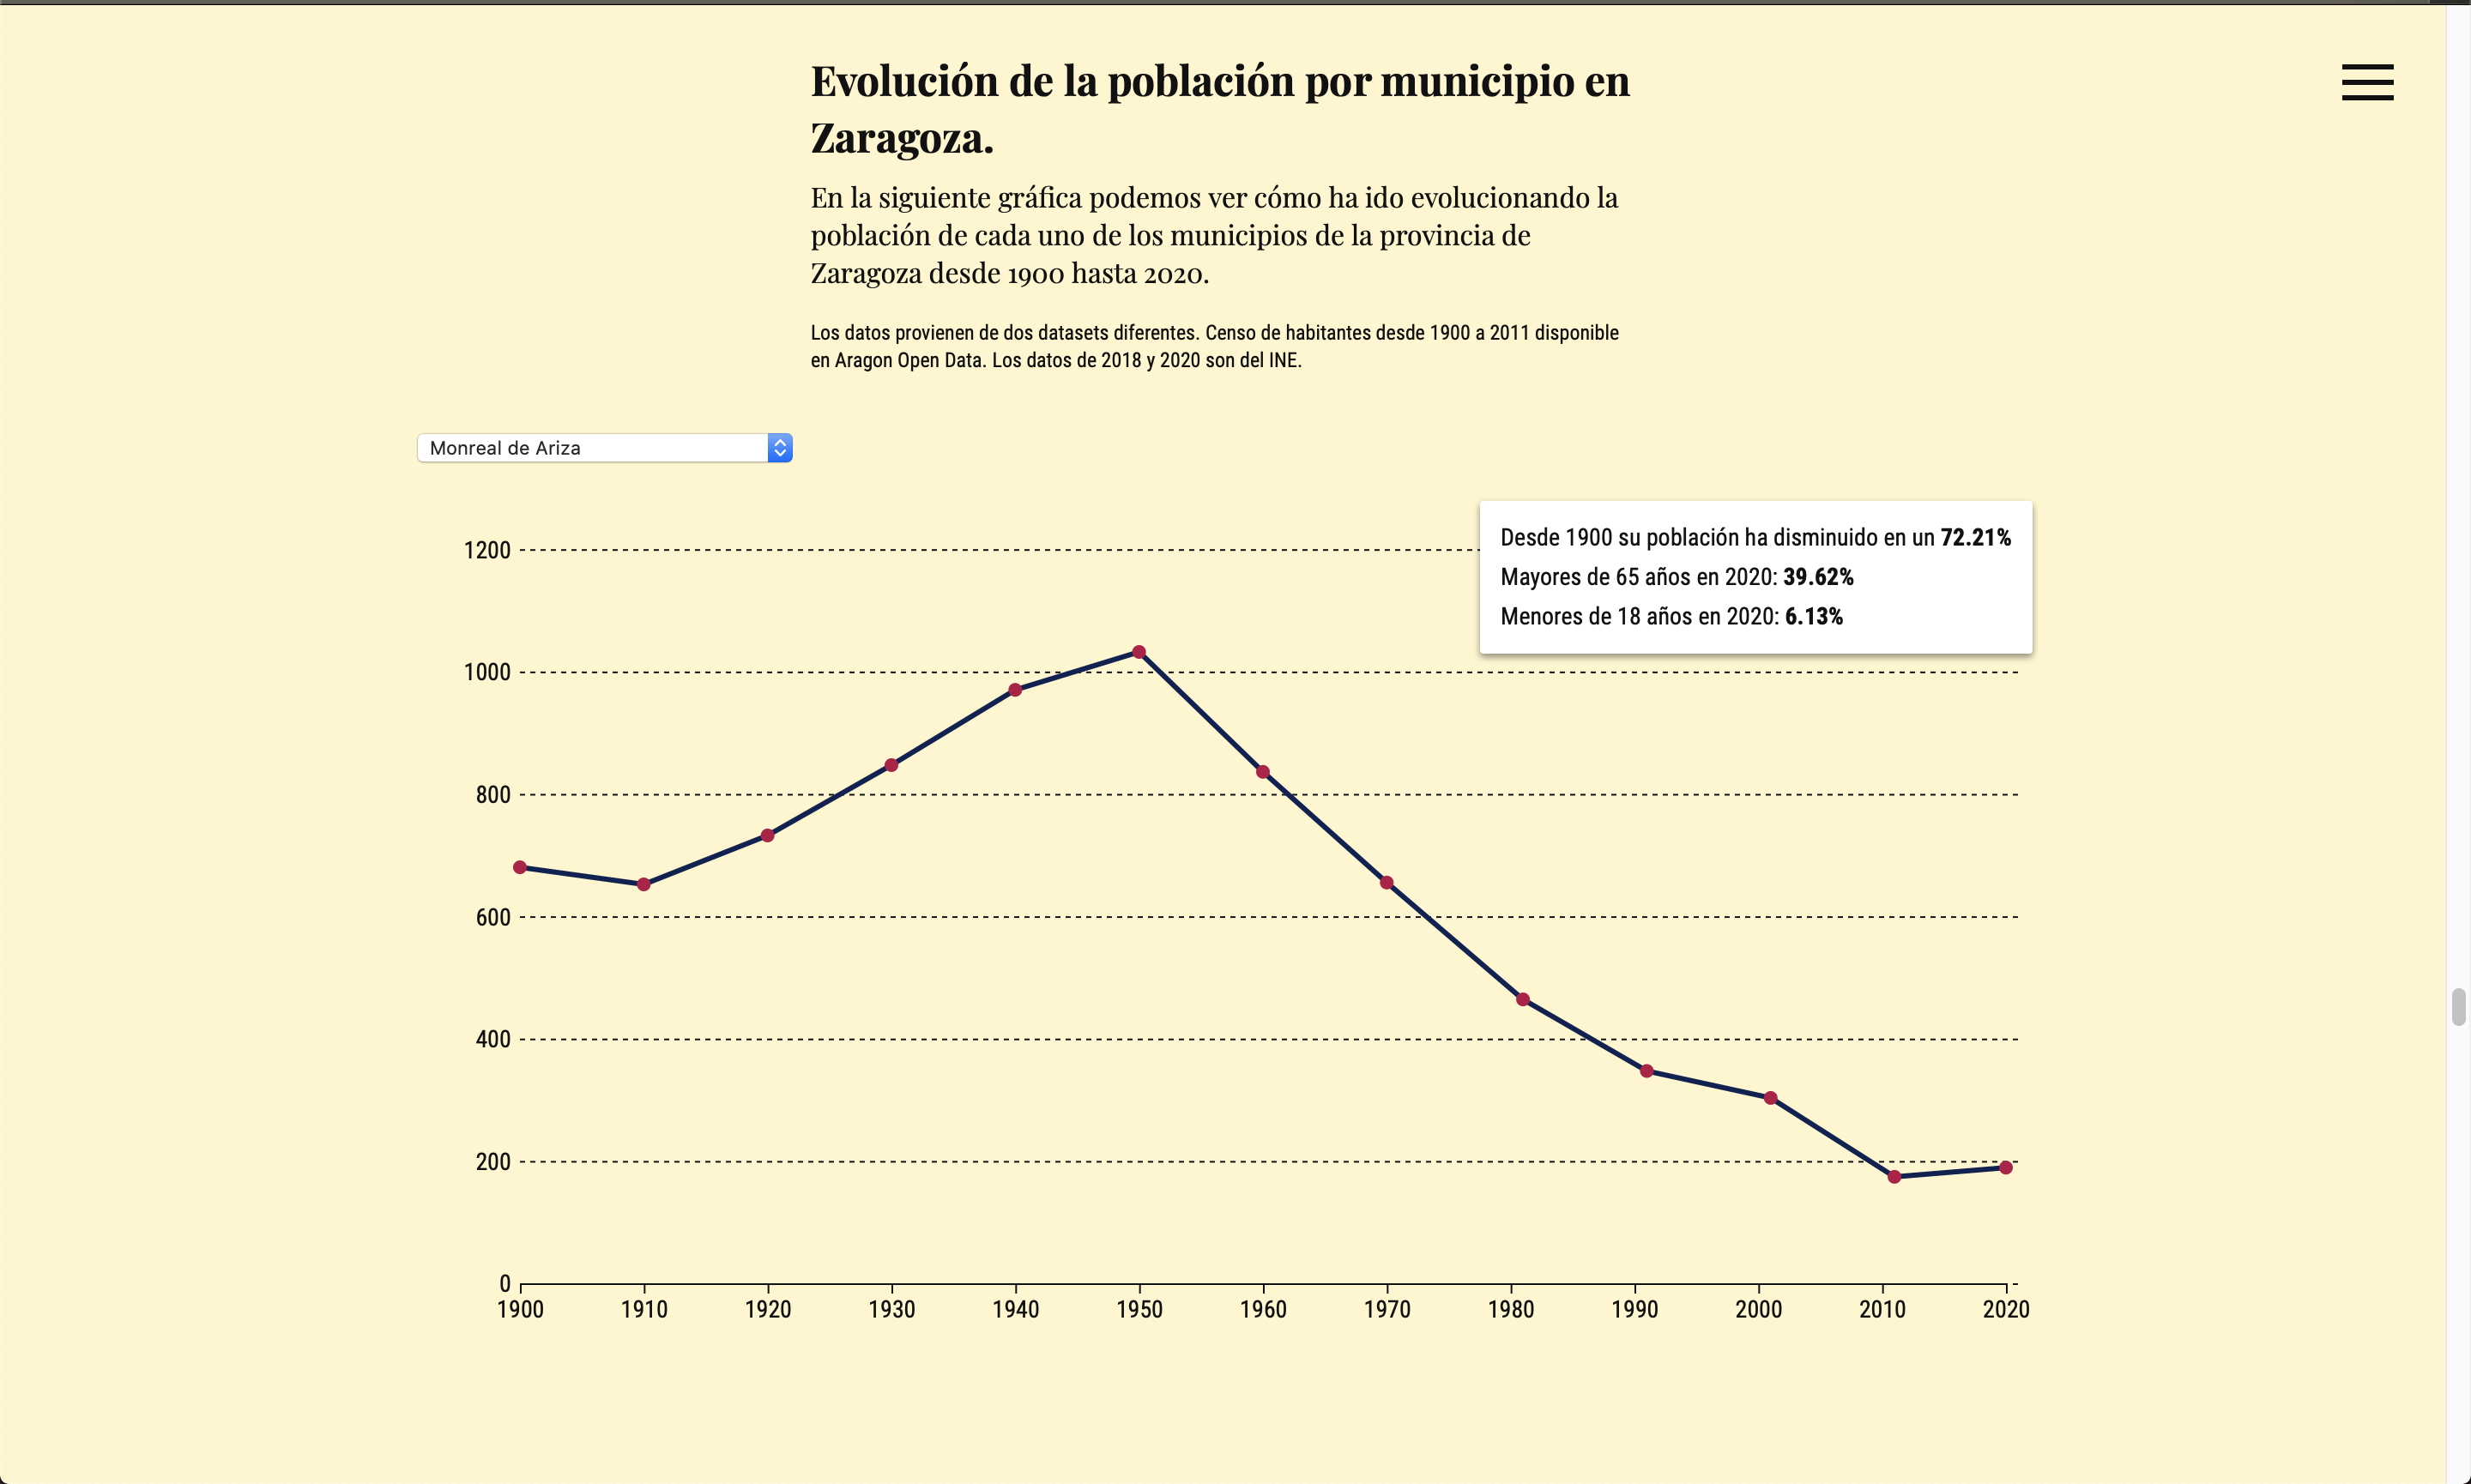 Evolución de la población por municipio en
Zaragoza.
En la siguiente gráfica podemos ver cómo ha ido evolucionando la
población de cada uno de los municipios de la provincia de
Zaragoza desde 1900 hasta 2020.
Los datos provienen de dos datasets diferentes. Censo de habitantes desde 1900 a 2011 disponible
en Aragon Open Data. Los datos de 2018 y 2020 son del INE.
Monreal de Ariza
Desde 1900 su población ha disminuido en un 72.21%
Mayores de 65 años en 2020: 39.62%
Menores de 18 años en 2020: 6.13%
1200
1000
800
600
400
200
0
1900 1910 1920 1930 1940 1950 1960 1970 1980 1990 2000 2010 2020